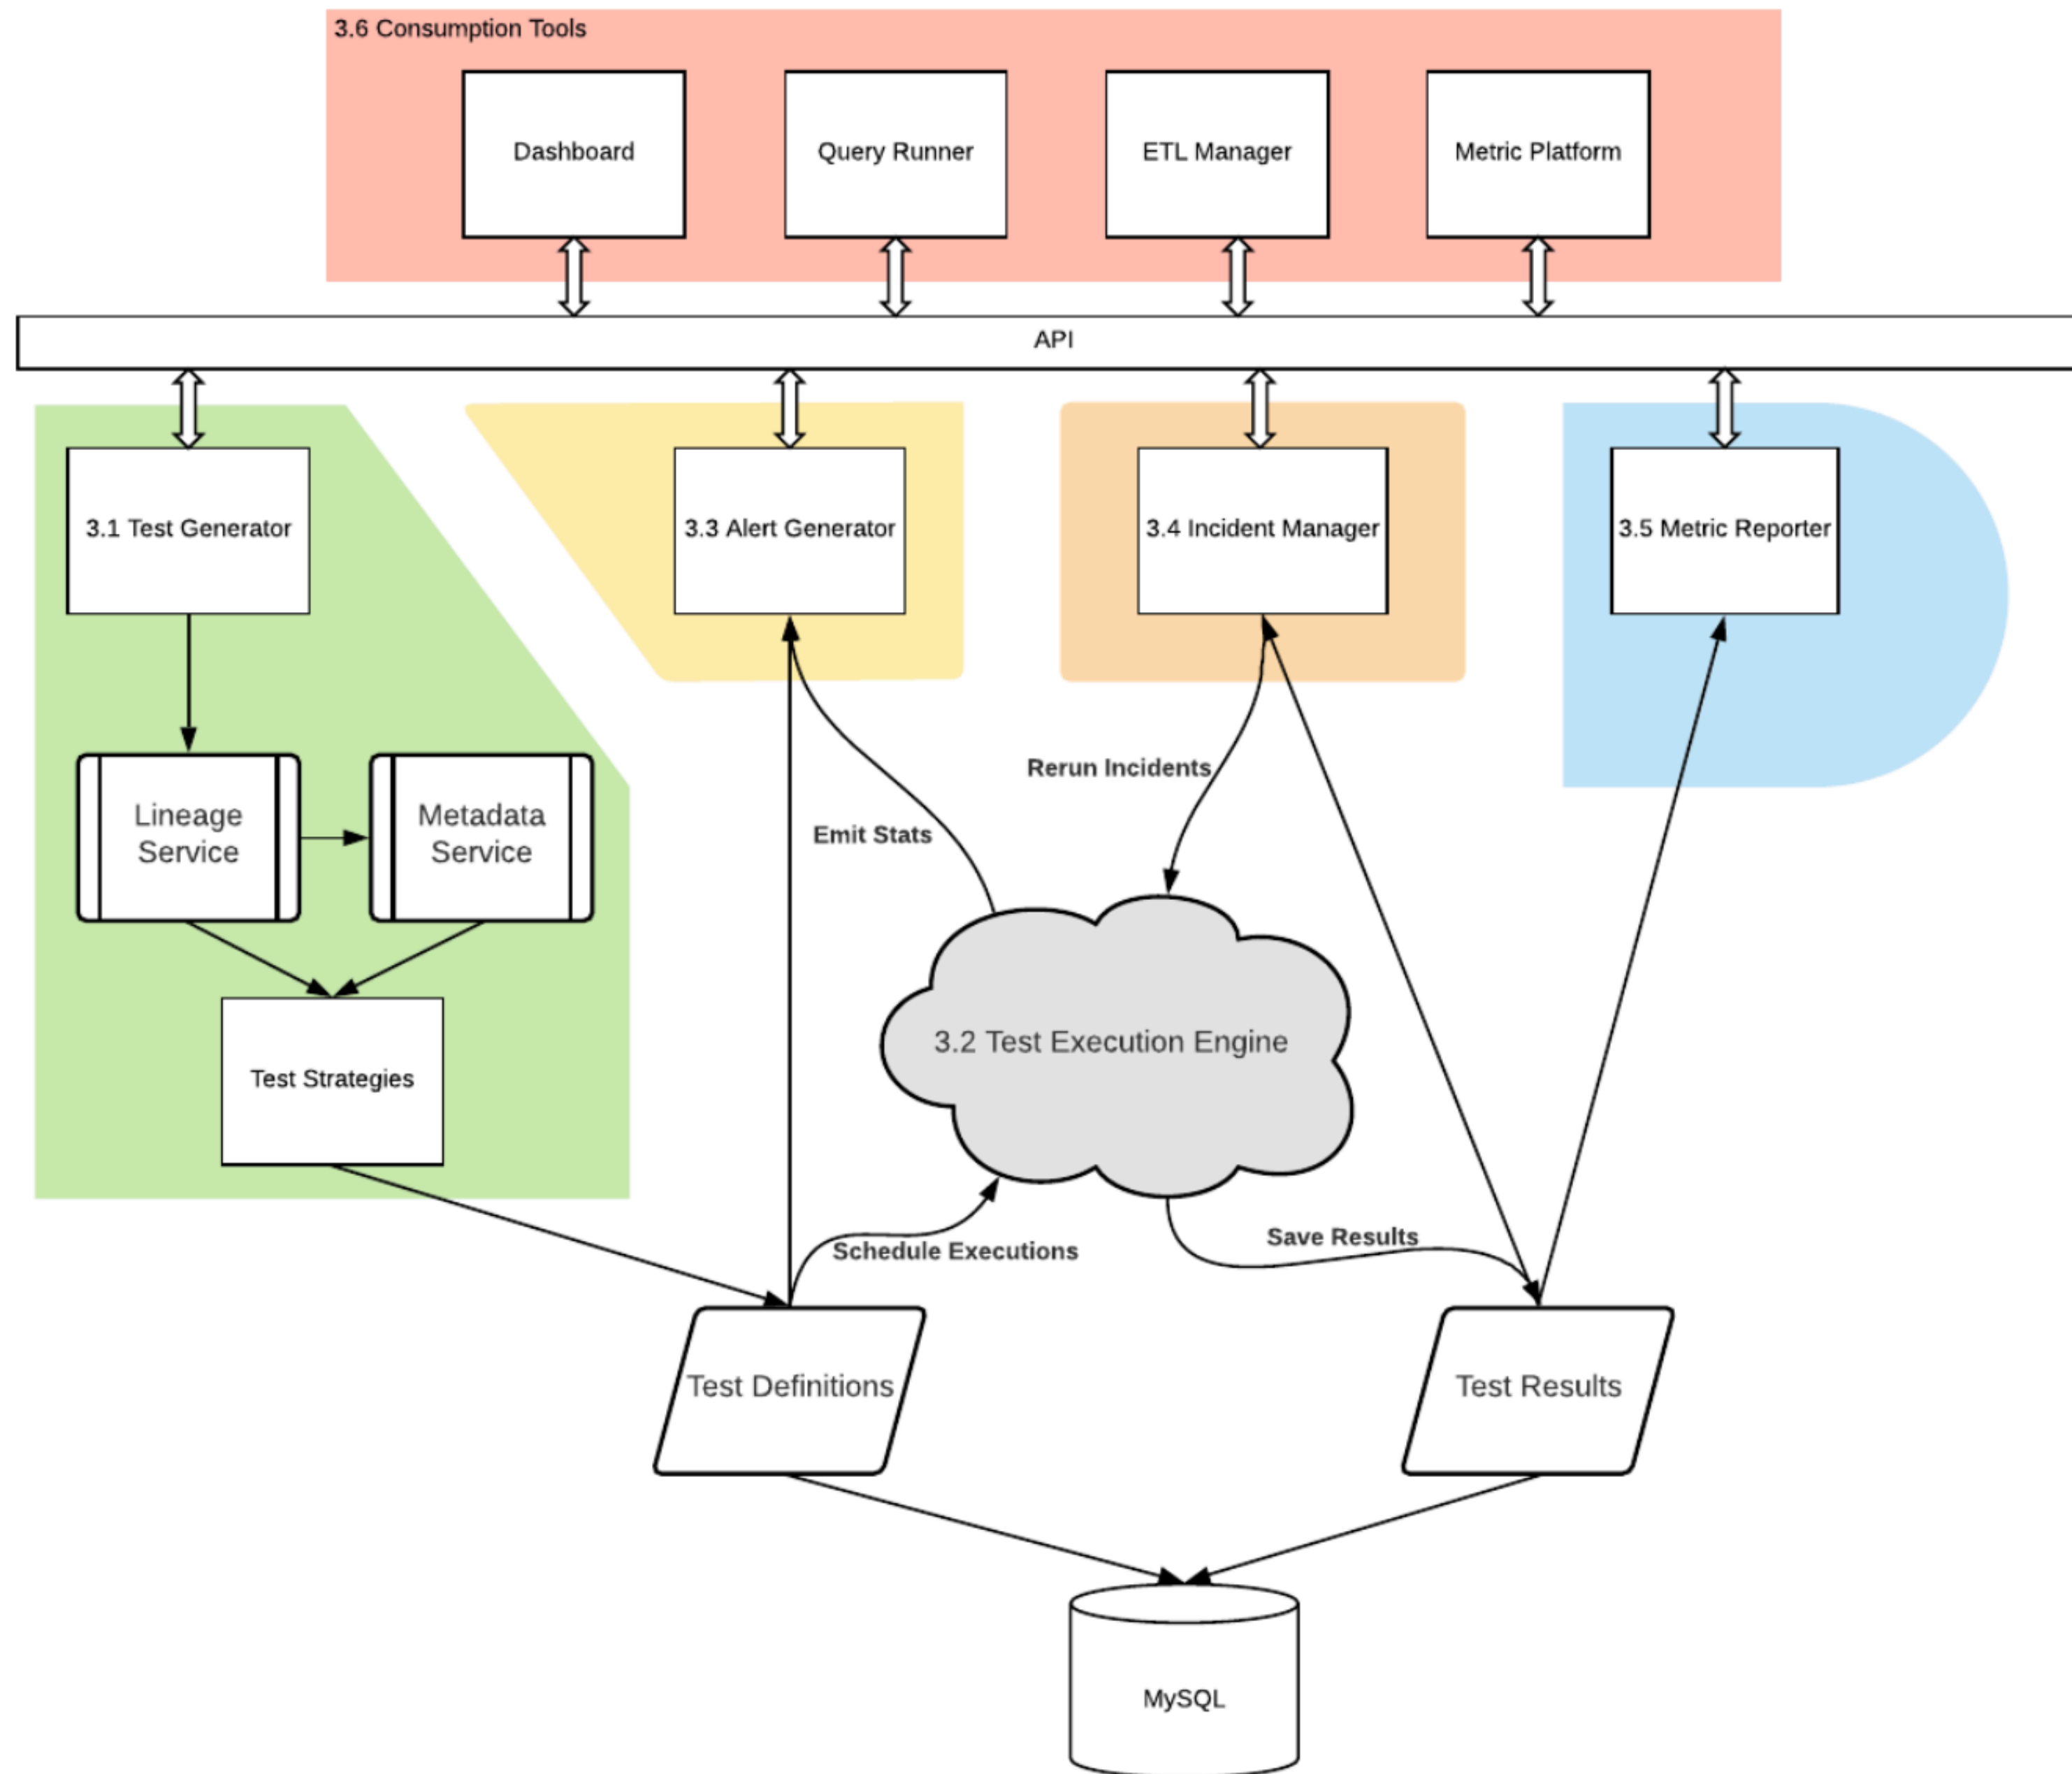 3.6 Consumption Tools
Dashboard
Query Runner
ETL Manager
Metric Platform
API
3.1 Test Generator
3.3 Alert Generator
3.4 Incident Manager
3.5 Metric Reporter
Rerun Incidents
Lineage
Service
Metadata
Service
Emit Stats
3.2 Test Execution Engine
Test Strategies
Save Results
Schedule Executions
Test Definitions
Test Results
MySQL